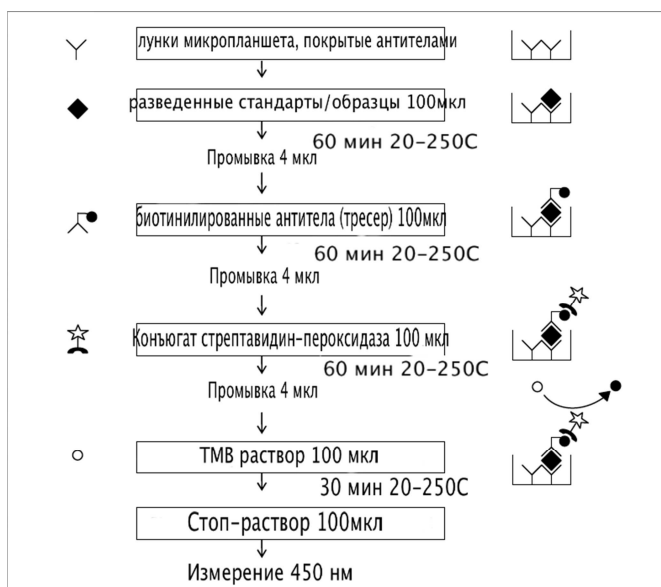 лунки микропланшета, покрытые антителами
разведенные стандарты/образцы 100мкл
60 мин 20-250С
Промывка 4 мкл
биотинилированные антитела (тресер) 100мкл
60 мин 20-250С
Промывка 4 мкл
Конъюгат стрептавидин-пероксидаза 100 мкл
60 мин 20-250С
Промывка 4 мкл
ТМВ раствор 100 мкл
30 мин 20-250С
Стоп-раствор 100мкл
Измерение 450 нм